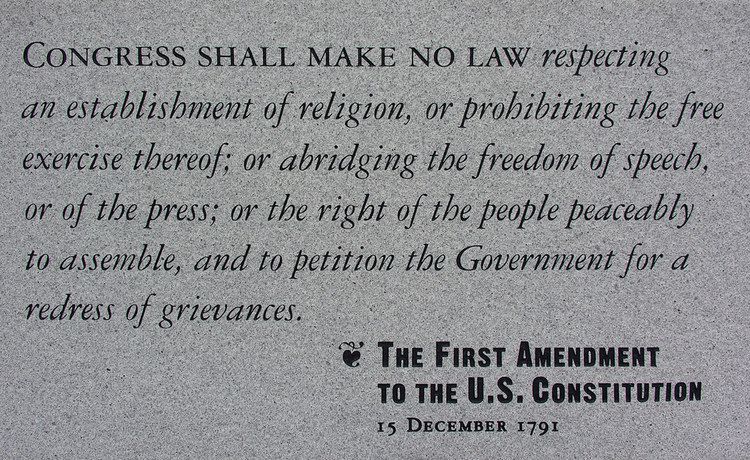 CONGRESS SHALL MAKE NO LAW respecting
an establishment of religion, or prohibiting the free
exercise thereof; or abridging the freedom of speech,
or of the press; or the right of the people peaceably
to assemble, and to petition the Government for a
redress of grievances.
THE FIRST AMENDMENT
TO THE U.S. CONSTITUTION
15 DECEMBER 1791